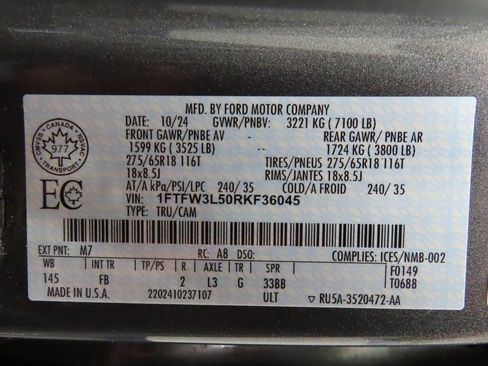 MFD. BY FORD MOTOR COMPANY
DATE: 10/24 GVWR/PNBV: 3221 KG ( 7100 LB)
FRONT GAWR/PNBE AV -- REAR GAWR/ PNBE AR
1599 KG ( 3525 LB) 1724 KG ( 3800 LB)
275/65R18 116T TIRES/PNEUS 275/65R18 116T
18x8.5J RIMS/JANTES 18x8.5J
AT/A kPa/PSI/LPC 240/ 35 COLD/A FROID 240/ 35
VIN: 1FTFW3L50RKF36045
TYPE: TRU/CAM
CANADA
977
TRANSPORT
EC
EXT PNT: M7 RC: A8 DSO: COMPLIES: ICES/NMB-002
WB INT TR TP/PS R AXLE TR SPR F0149
145 FB 2 L3 G 33BB T0688
MADE IN U.S.A. 2202410237107 ULT ▽ RU5A-3520472-AA